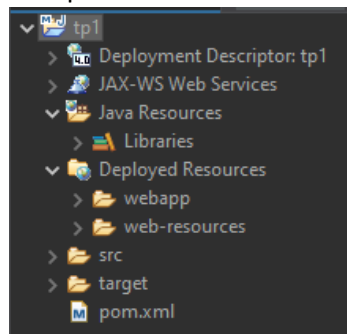 tp1
Deployment Descriptor: tp1
JAX-WS Web Services
Java Resources
Libraries
Deployed Resources
webapp
web-resources
src
target
pom.xml